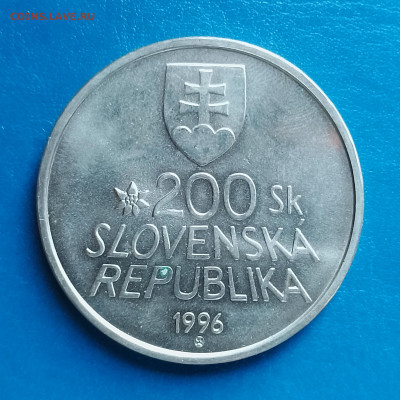 200 Sk
SLOVENSKÁ
REPUBLIKA
1996